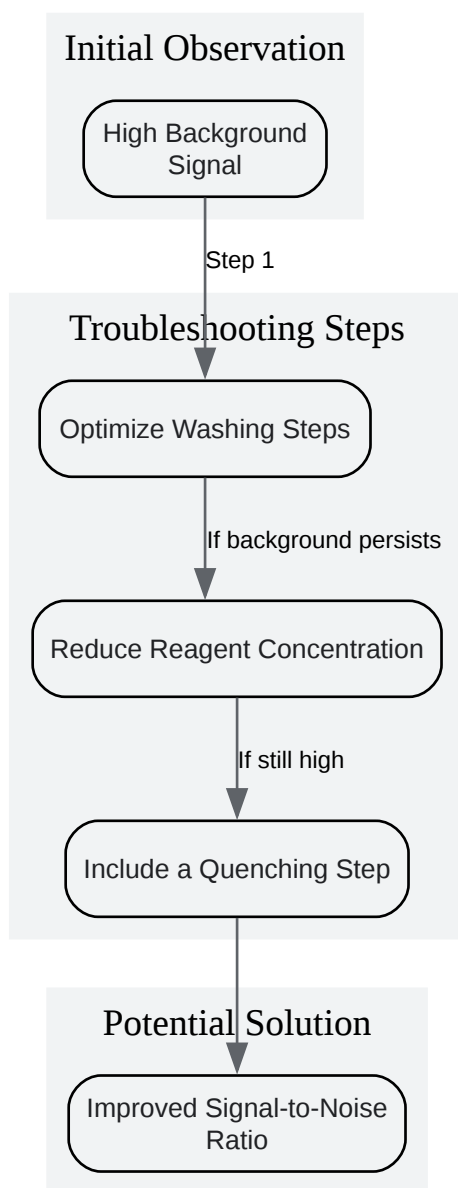 Initial Observation
High Background
Signal
Step 1
Troubleshooting Steps
Optimize Washing Steps
If background persists
Reduce Reagent Concentration
If still high
Include a Quenching Step
Potential Solution
Improved Signal-to-Noise
Ratio